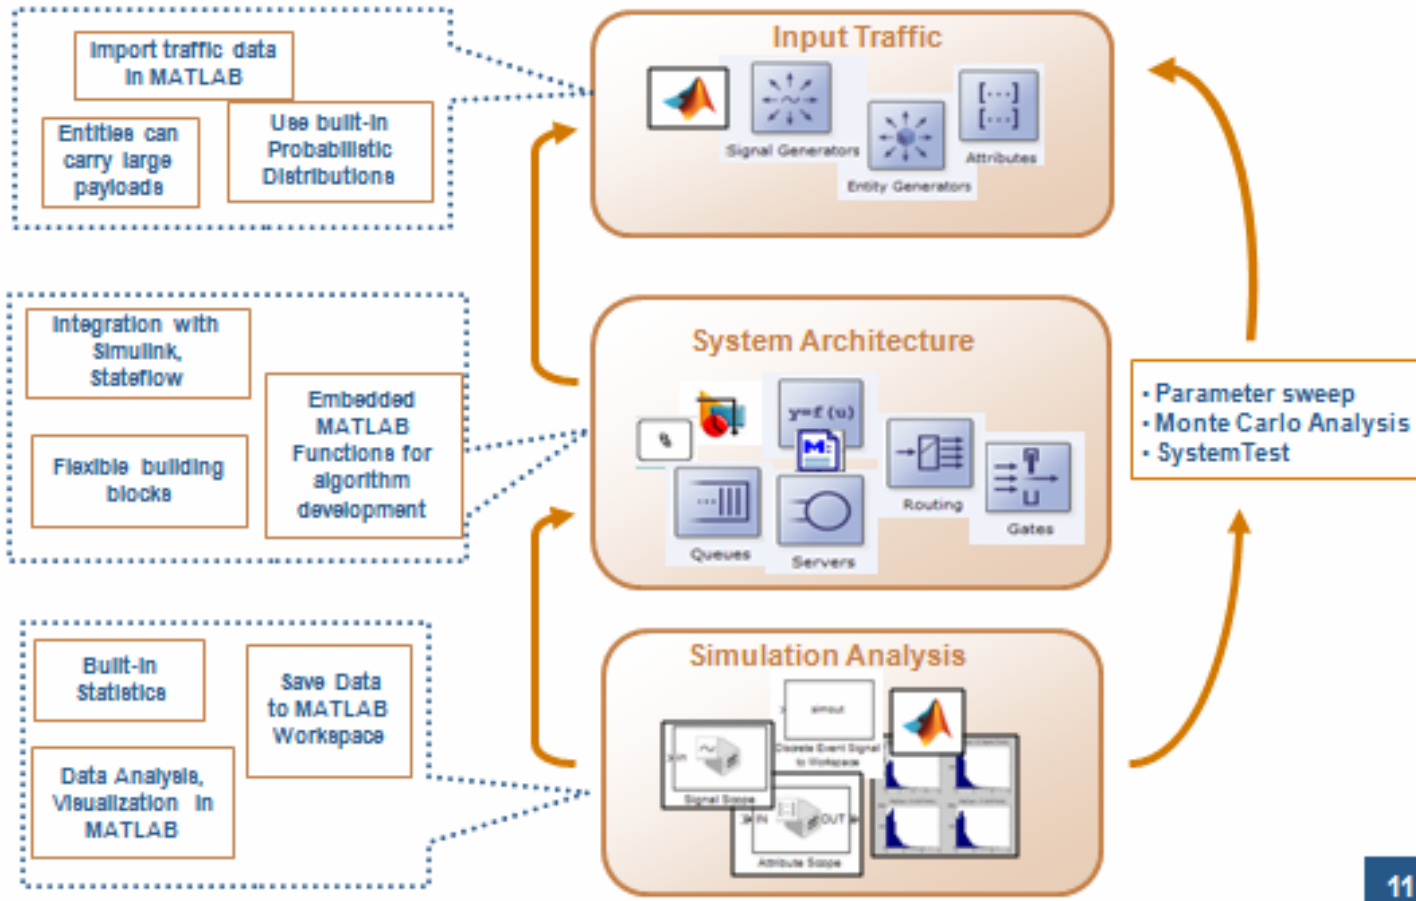 Import traffic data
in MATLAB
Entities can
carry large
payloads
Use built-in
Probabilistic
Distributions
Input Traffic
Signal Generators
Entity Generators
[···]
[···]
Attributes
Integration with
Simulink,
Stateflow
Flexible building
blocks
Embedded
MATLAB
Functions for
algorithm
development
System Architecture
y=f(u)
M
Queues
Servers
Routing
Gates
• Parameter sweep
• Monte Carlo Analysis
• SystemTest
Built-in
Statistics
Save Data
to MATLAB
Workspace
Data Analysis,
Visualization in
MATLAB
Simulation Analysis
simout
Discrete Event Signal
to Workspace
in
Signal Scope
IN
OUT
Attribute Scope
11